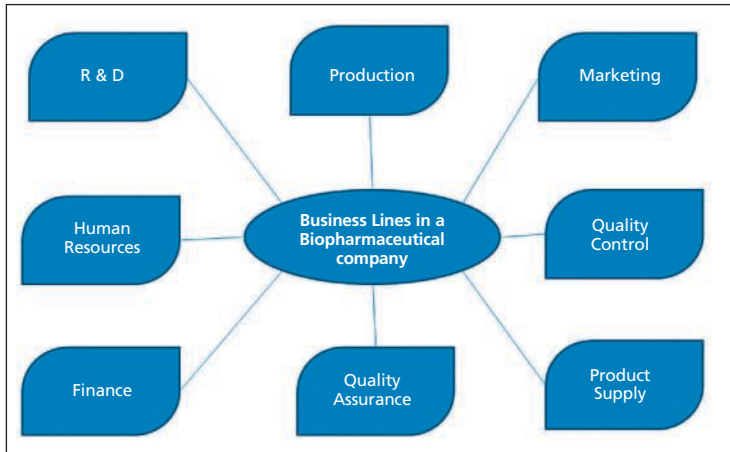 R & D
Production
Marketing
Human
Resources
Business Lines in a
Biopharmaceutical
company
Quality
Control
Finance
Quality
Assurance
Product
Supply